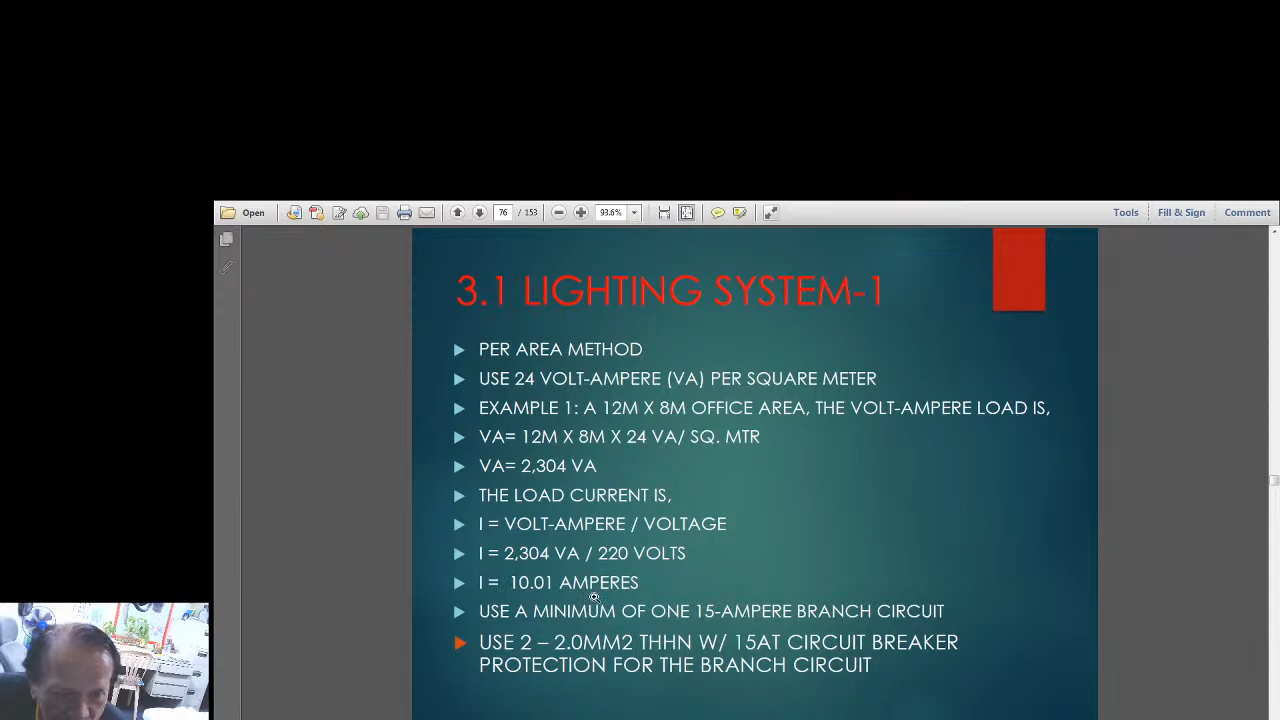 Open
76 / 153
93.6%
Tools
Fill & Sign
Comment
3.1 LIGHTING SYSTEM-1
PER AREA METHOD
USE 24 VOLT-AMPERE (VA) PER SQUARE METER
EXAMPLE 1: A 12M X 8M OFFICE AREA, THE VOLT-AMPERE LOAD IS,
VA= 12M X 8M X 24 VA/ SQ. MTR
VA= 2,304 VA
THE LOAD CURRENT IS,
I = VOLT-AMPERE / VOLTAGE
I = 2,304 VA / 220 VOLTS
I = 10.01 AMPERES
USE A MINIMUM OF ONE 15-AMPERE BRANCH CIRCUIT
USE 2 – 2.0MM2 THHN W/ 15AT CIRCUIT BREAKER
PROTECTION FOR THE BRANCH CIRCUIT